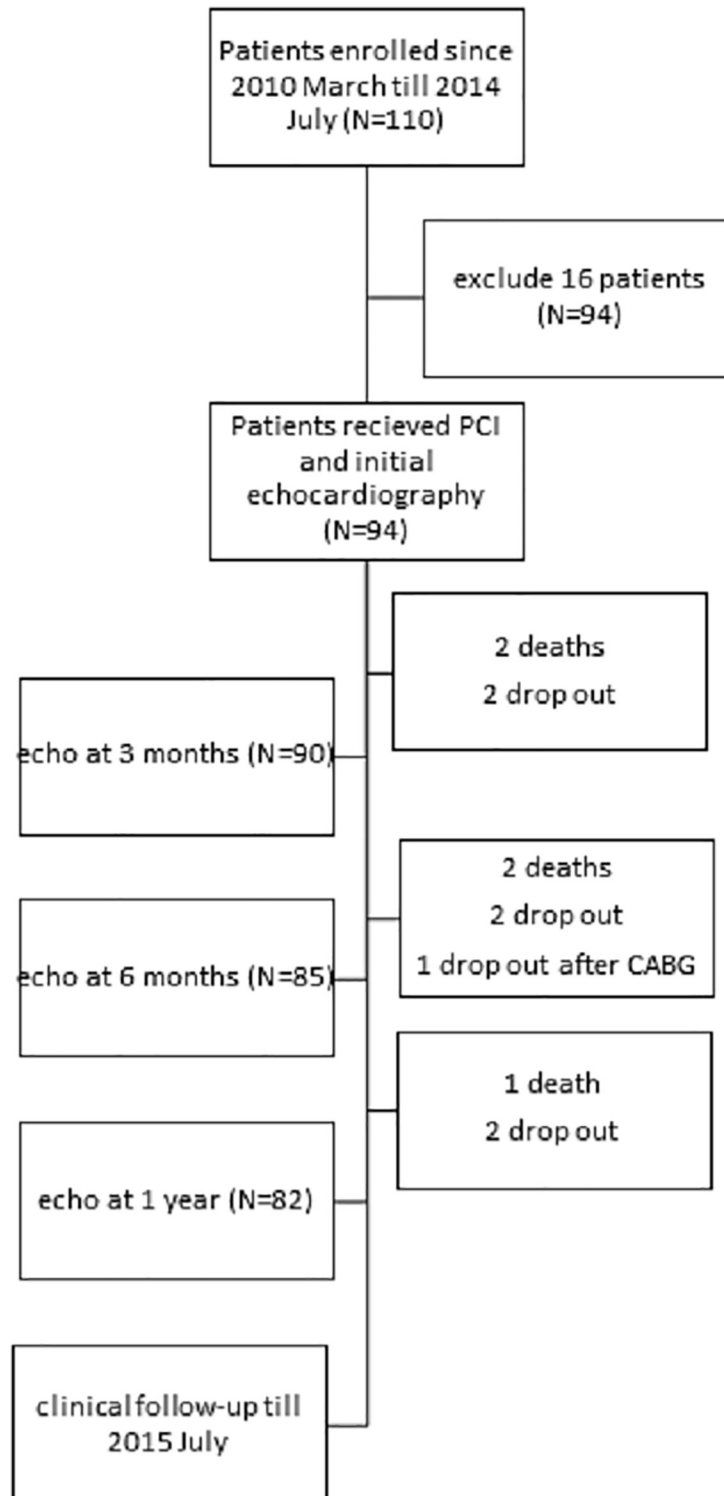 Patients enrolled since
2010 March till 2014
July (N=110)
exclude 16 patients
(N=94)
Patients recieved PCI
and initial
echocardiography
(N=94)
2 deaths
2 drop out
echo at 3 months (N=90)
2 deaths
2 drop out
1 drop out after CABG
echo at 6 months (N=85)
1 death
2 drop out
echo at 1 year (N=82)
clinical follow-up till
2015 July